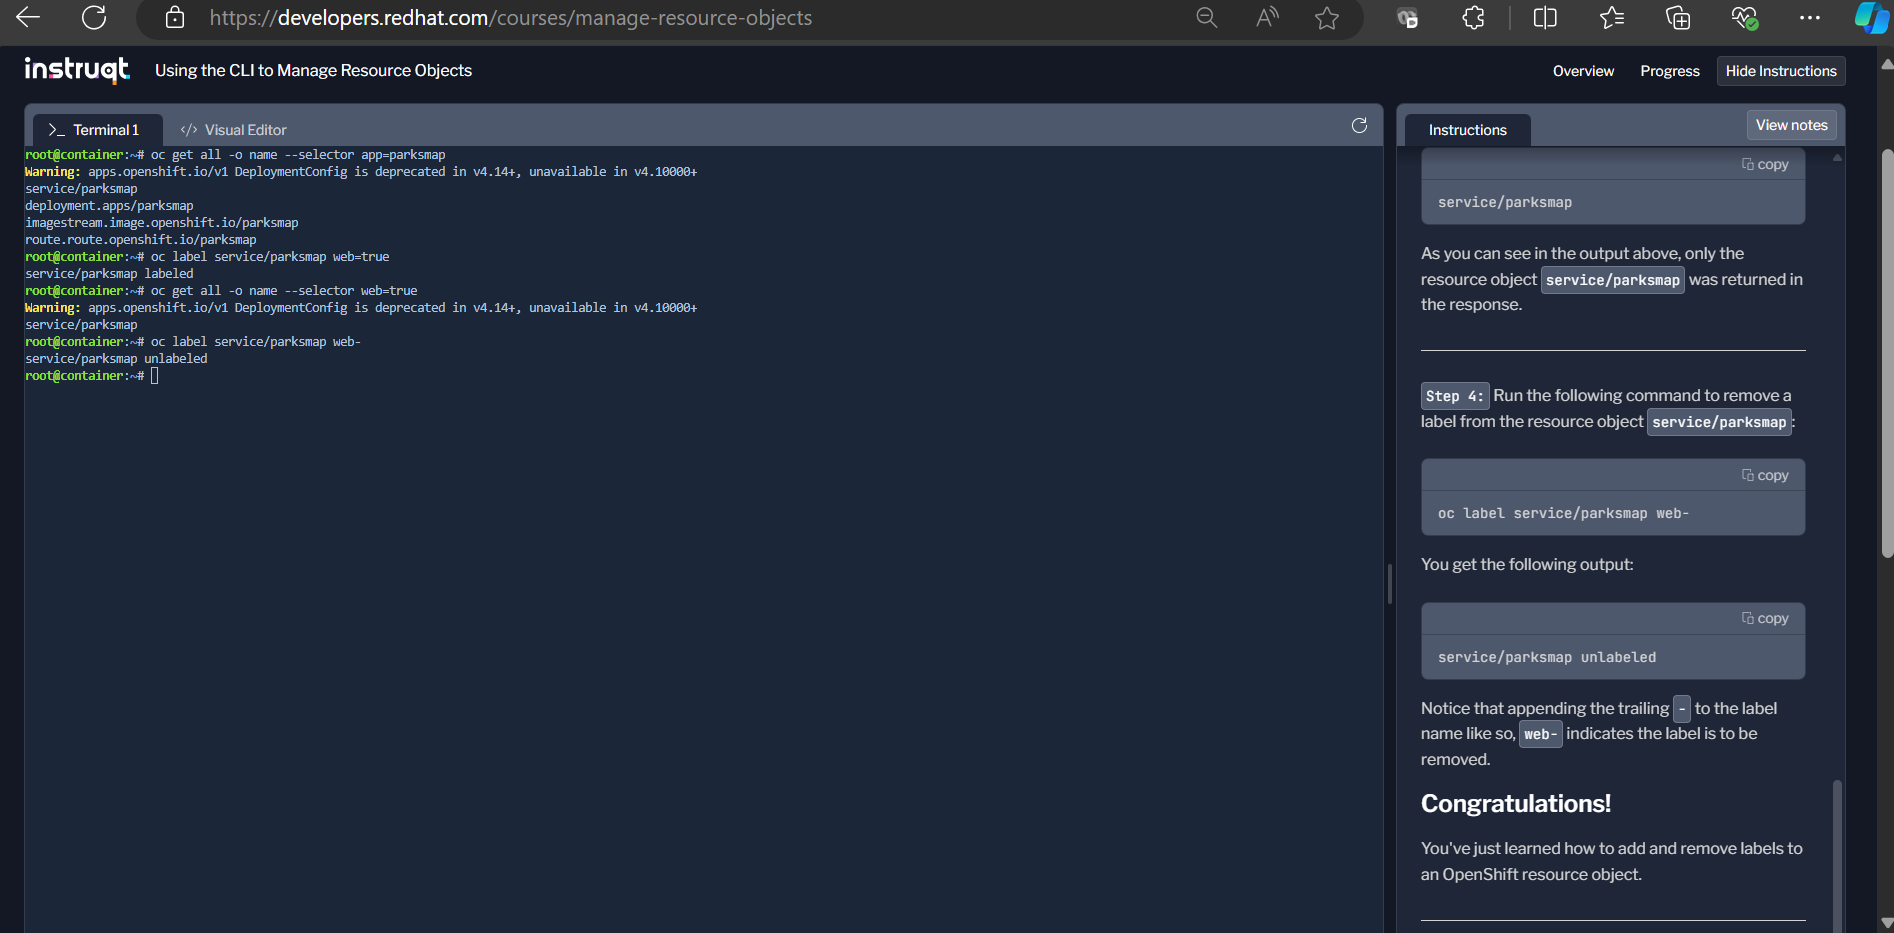 https://developers.redhat.com/courses/manage-resource-objects
instruqt
Using the CLI to Manage Resource Objects
Overview
Progress
Hide Instructions
>_ Terminal 1
</> Visual Editor
root@container:~# oc get all -o name --selector app=parksmap
Warning: apps.openshift.io/v1 DeploymentConfig is deprecated in v4.14+, unavailable in v4.10000+
service/parksmap
deployment.apps/parksmap
imagestream.image.openshift.io/parksmap
route.route.openshift.io/parksmap
root@container:~# oc label service/parksmap web=true
service/parksmap labeled
root@container:~# oc get all -o name --selector web=true
Warning: apps.openshift.io/v1 DeploymentConfig is deprecated in v4.14+, unavailable in v4.10000+
service/parksmap
root@container:~# oc label service/parksmap web-
service/parksmap unlabeled
root@container:~#
Instructions
View notes
copy
service/parksmap
As you can see in the output above, only the
resource object service/parksmap was returned in
the response.
Step 4: Run the following command to remove a
label from the resource object service/parksmap:
copy
oc label service/parksmap web-
You get the following output:
copy
service/parksmap unlabeled
Notice that appending the trailing - to the label
name like so, web- indicates the label is to be
removed.
Congratulations!
You've just learned how to add and remove labels to
an OpenShift resource object.